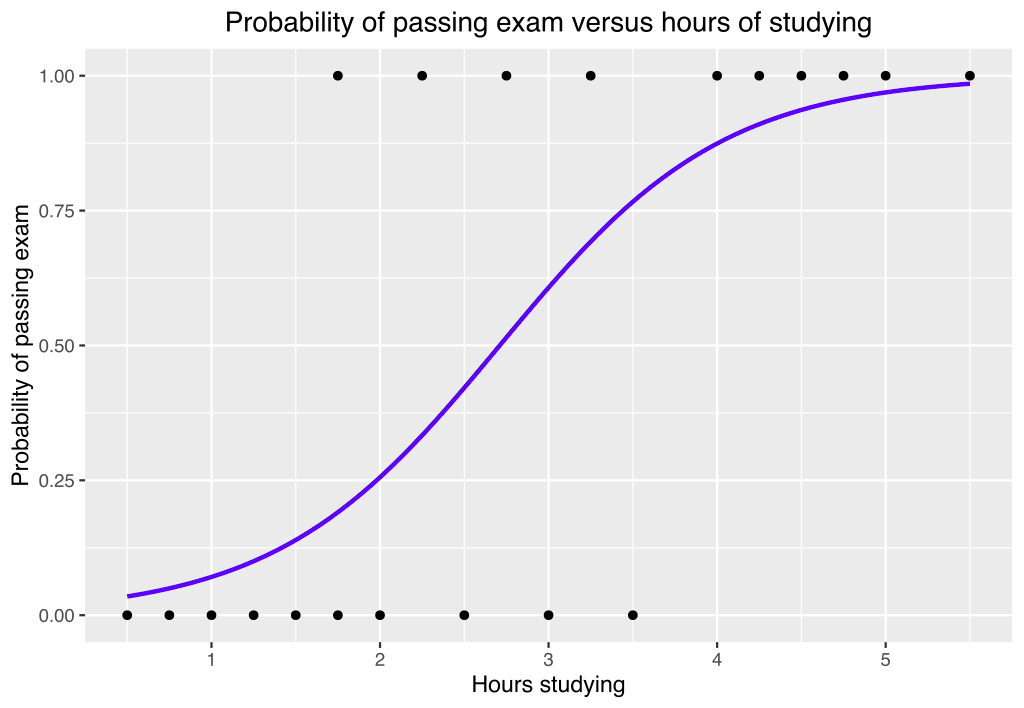 Probability of passing exam versus hours of studying
1.00
0.75
0.50
0.25
0.00
Probability of passing exam
1 2 3 4 5
Hours studying